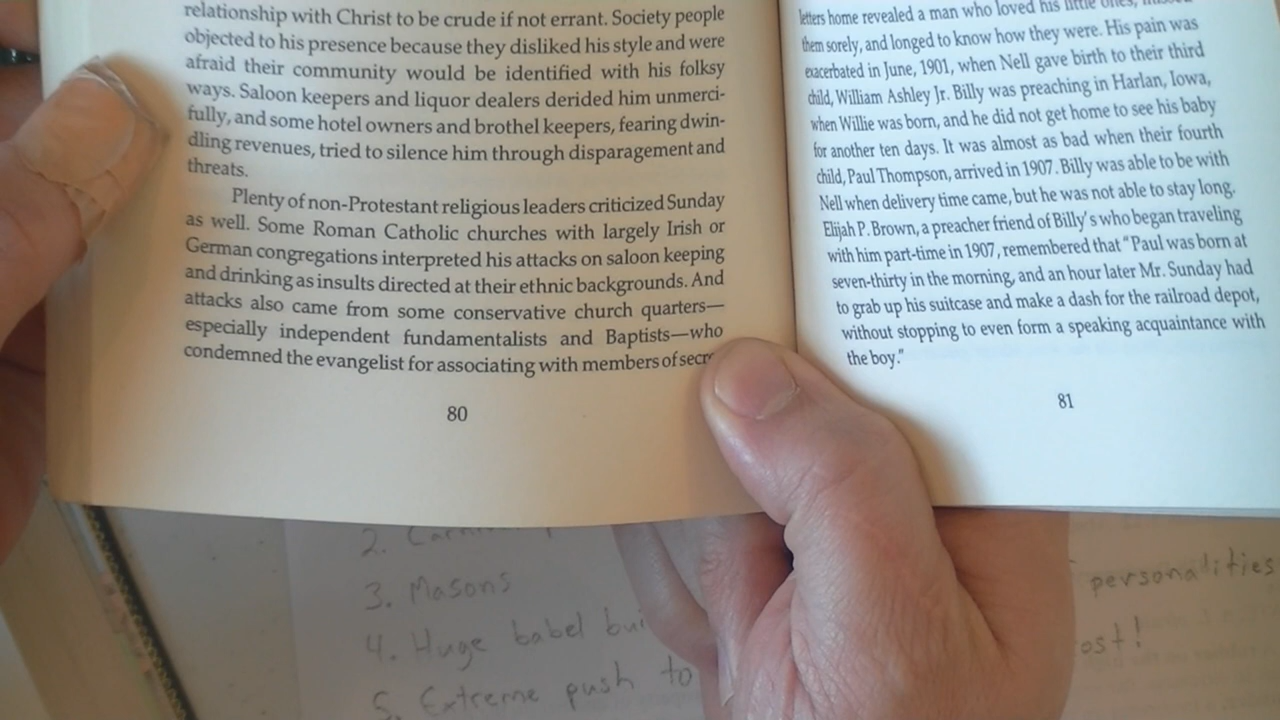 relationship with Christ to be crude if not errant. Society people
objected to his presence because they disliked his style and were
afraid their community would be identified with his folksy
ways. Saloon keepers and liquor dealers derided him unmerci-
fully, and some hotel owners and brothel keepers, fearing dwin-
dling revenues, tried to silence him through disparagement and
threats.
Plenty of non-Protestant religious leaders criticized Sunday
as well. Some Roman Catholic churches with largely Irish or
German congregations interpreted his attacks on saloon keeping
and drinking as insults directed at their ethnic backgrounds. And
attacks also came from some conservative church quarters—
especially independent fundamentalists and Baptists—who
condemned the evangelist for associating with members of
80
letters home revealed a man who loved his little ones, missed
them sorely, and longed to know how they were. His pain was
exacerbated in June, 1901, when Nell gave birth to their third
child, William Ashley Jr. Billy was preaching in Harlan, Iowa,
when Willie was born, and he did not get home to see his baby
for another ten days. It was almost as bad when their fourth
child, Paul Thompson, arrived in 1907. Billy was able to be with
Nell when delivery time came, but he was not able to stay long.
Elijah P. Brown, a preacher friend of Billy's who began traveling
with him part-time in 1907, remembered that "Paul was born at
seven-thirty in the morning, and an hour later Mr. Sunday had
to grab up his suitcase and make a dash for the railroad depot,
without stopping to even form a speaking acquaintance with
the boy."
81
2.
3. Masons
personalities
4. Huge babel
5. Extreme push to